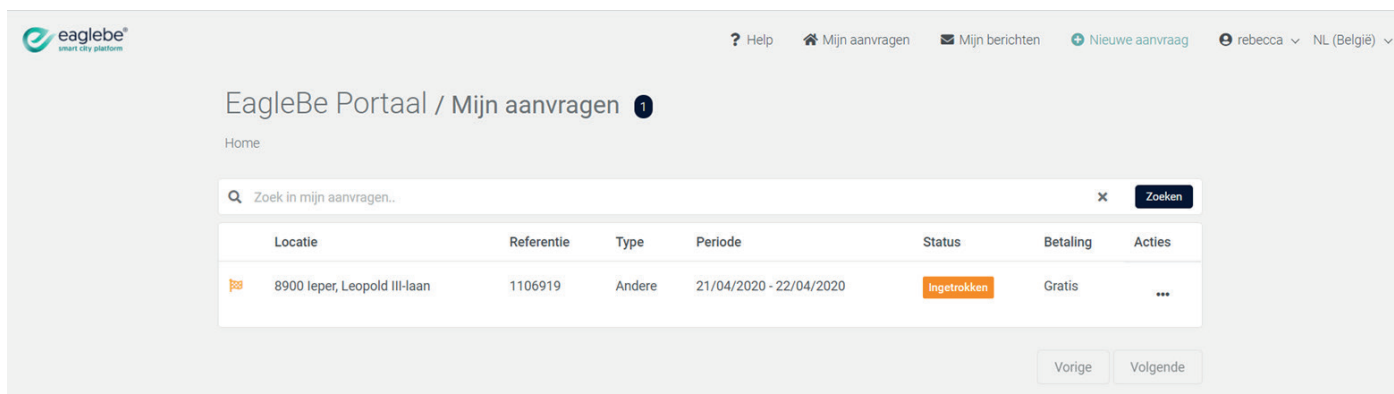 eaglebe®
smart city platform
? Help Mijn aanvragen Mijn berichten Nieuwe aanvraag rebecca NL (België)
EagleBe Portaal / Mijn aanvragen 1
Home
Zoek in mijn aanvragen.. Zoeken
Locatie Referentie Type Periode Status Betaling Acties
8900 Ieper, Leopold III-laan 1106919 Andere 21/04/2020 - 22/04/2020 Ingetrokken Gratis ...
Vorige Volgende